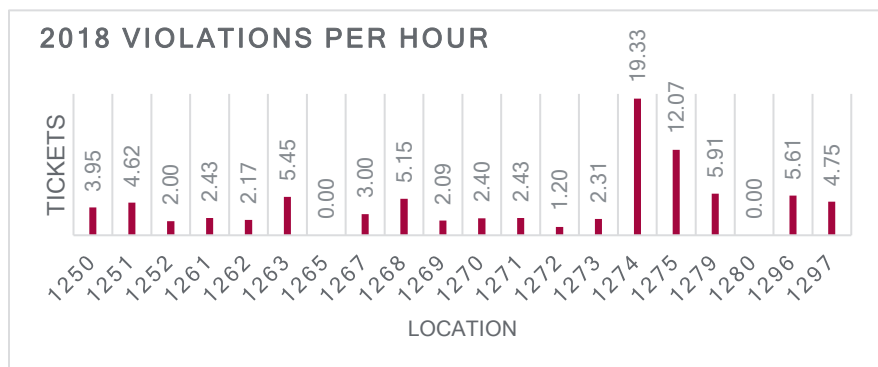 2018 VIOLATIONS PER HOUR
TICKETS
3.95 4.62 2.00 2.43 2.17 5.45 0.00 3.00 5.15 2.09 2.40 2.43 1.20 2.31 19.33 12.07 5.91 0.00 5.61 4.75
1250 1251 1252 1261 1262 1263 1265 1267 1268 1269 1270 1271 1272 1273 1274 1275 1279 1280 1296 1297
LOCATION